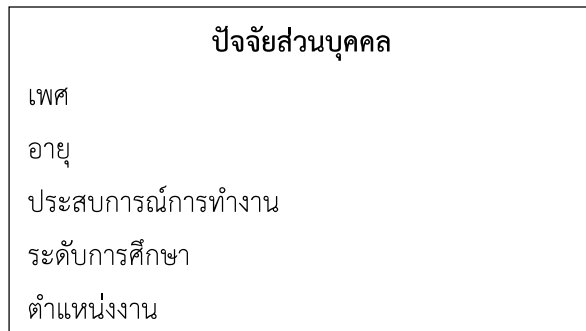 ปัจจัยส่วนบุคคล
เพศ
อายุ
ประสบการณ์การทำงาน
ระดับการศึกษา
ตำแหน่งงาน